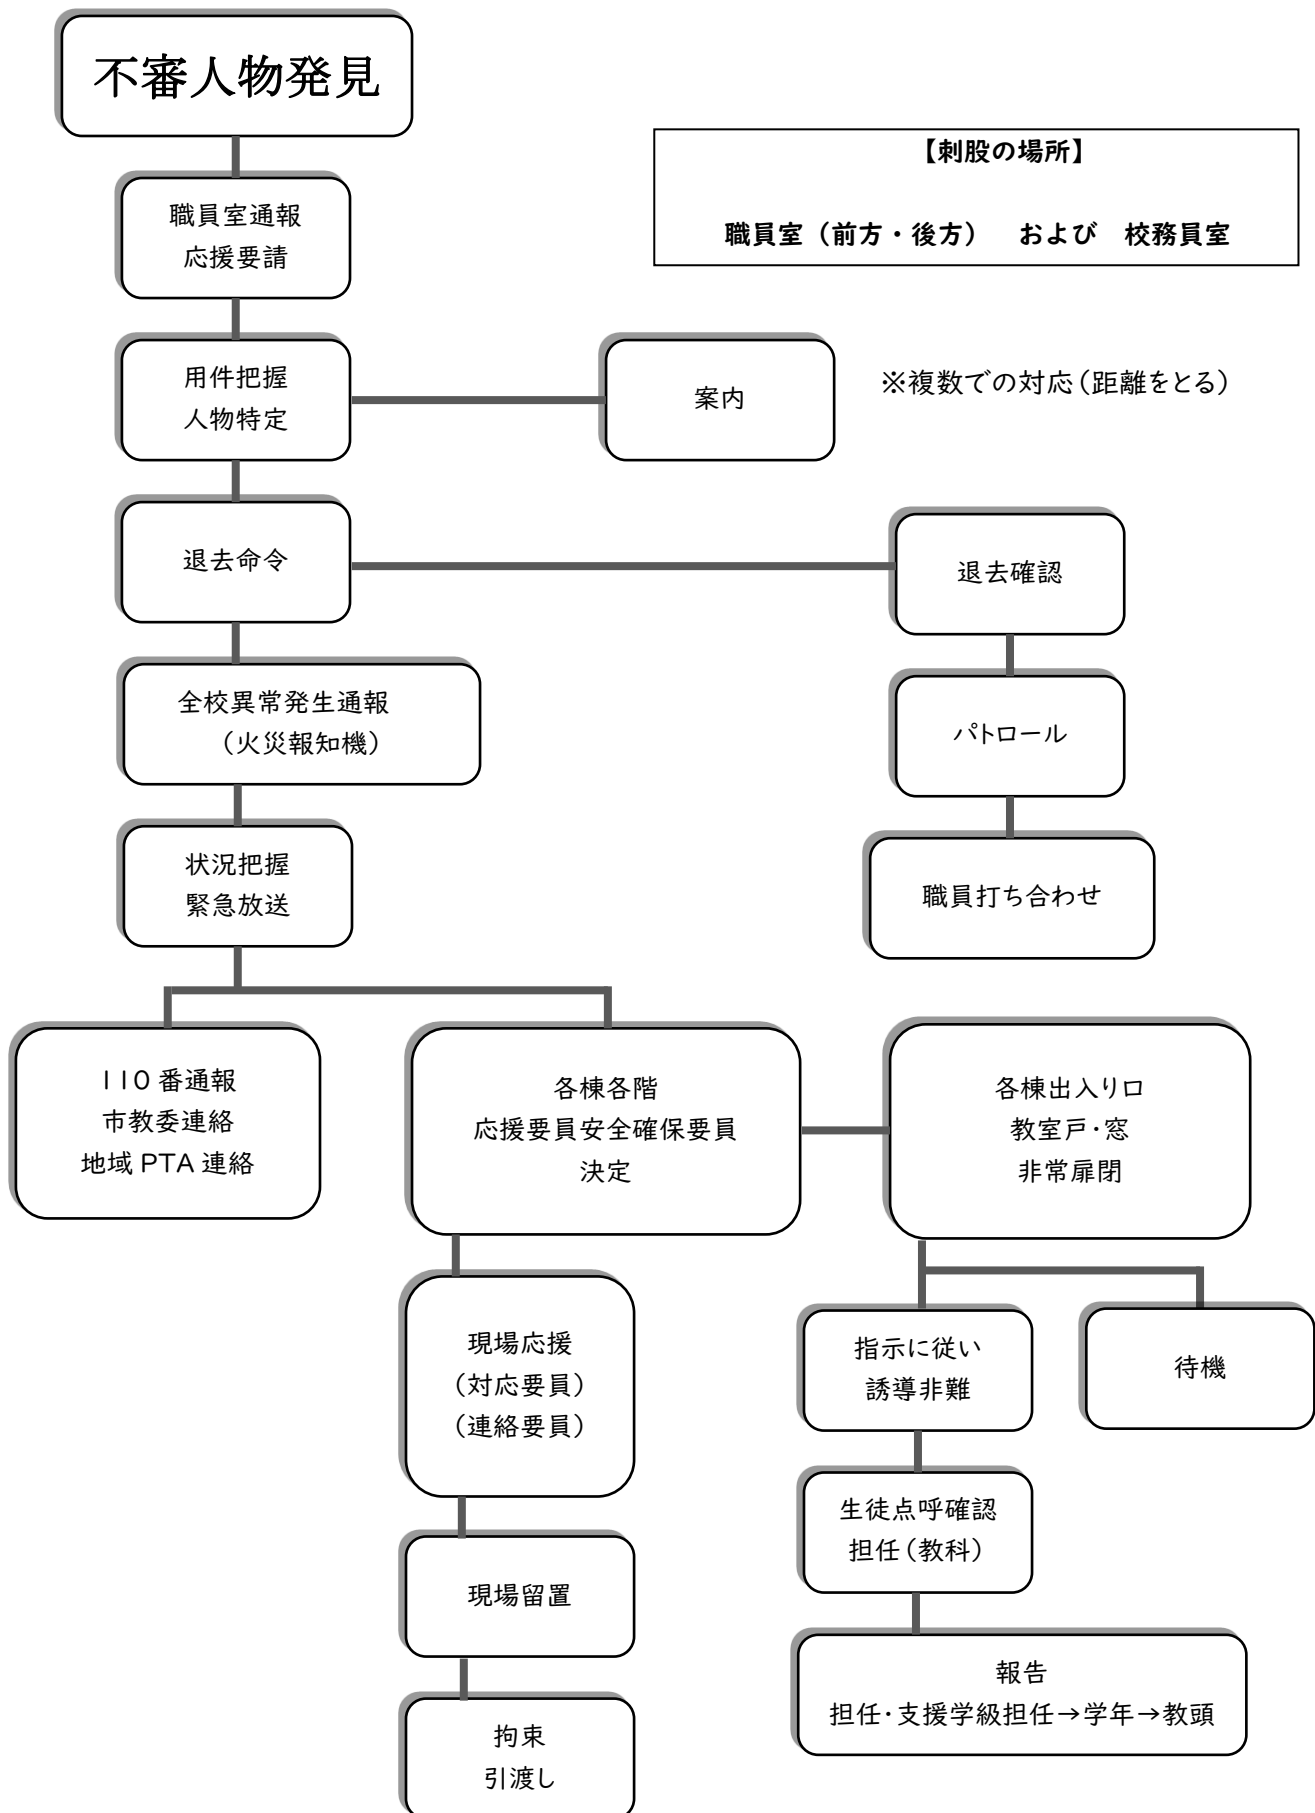 不審人物発見
【刺股の場所】
職員室（前方・後方）　および　校務員室
職員室通報
応援要請
用件把握
人物特定
案内
※複数での対応（距離をとる）
退去命令
退去確認
全校異常発生通報
（火災報知機）
パトロール
状況把握
緊急放送
職員打ち合わせ
110番通報
市教委連絡
地域 PTA 連絡
各棟各階
応援要員安全確保要員
決定
各棟出入り口
教室戸・窓
非常扉閉
現場応援
（対応要員）
（連絡要員）
指示に従い
誘導非難
待機
生徒点呼確認
担任（教科）
現場留置
報告
担任・支援学級担任→学年→教頭
拘束
引渡し